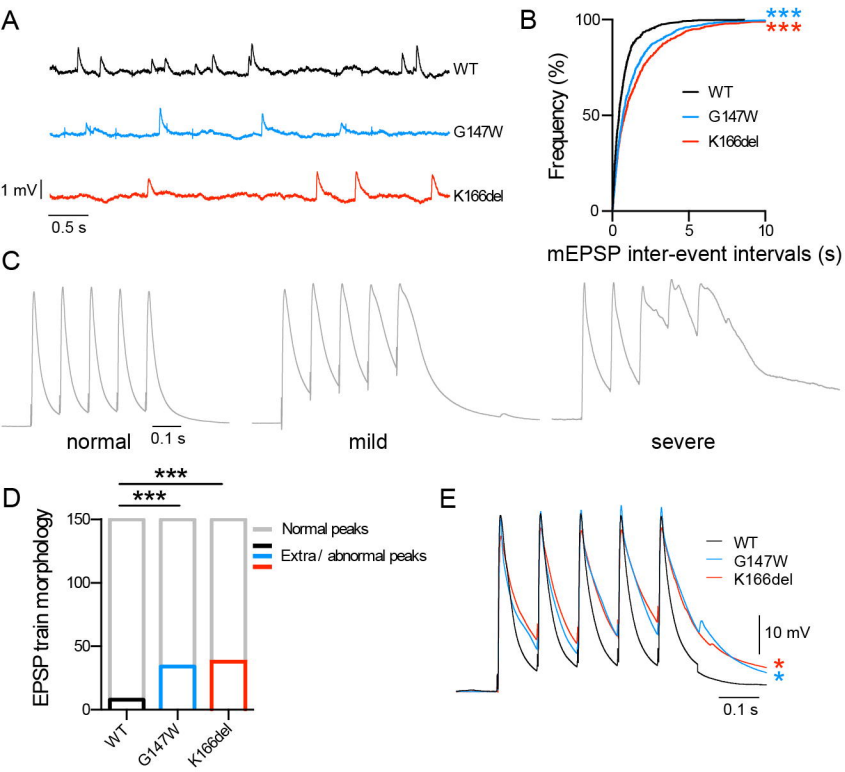 A
WT
G147W
K166del
1 mV
0.5 s
B
***
***
Frequency (%)
100
50
0
WT
G147W
K166del
0 5 10
mEPSP inter-event intervals (s)
C
0.1 s
normal
mild
severe
D
***
***
EPSP train morphology
150
100
50
0
Normal peaks
Extra/ abnormal peaks
WT
G147W
K166del
E
WT
G147W
K166del
10 mV
*
*
0.1 s